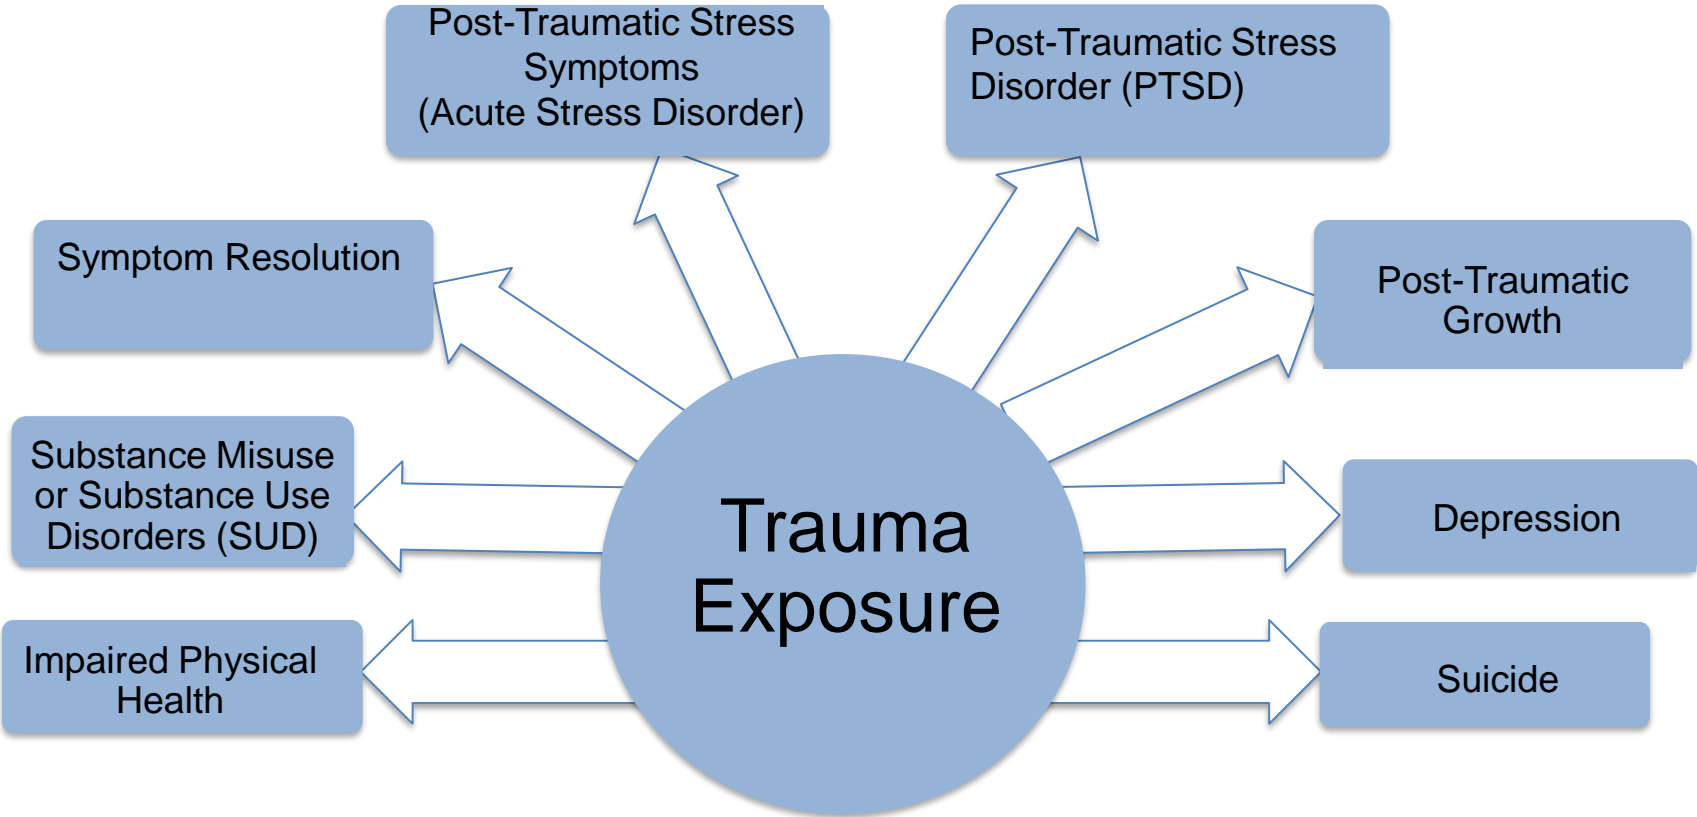 Post-Traumatic Stress
Symptoms
(Acute Stress Disorder)
Post-Traumatic Stress
Disorder (PTSD)
Symptom Resolution
Post-Traumatic
Growth
Substance Misuse
or Substance Use
Disorders (SUD)
Trauma
Exposure
Depression
Impaired Physical
Health
Suicide